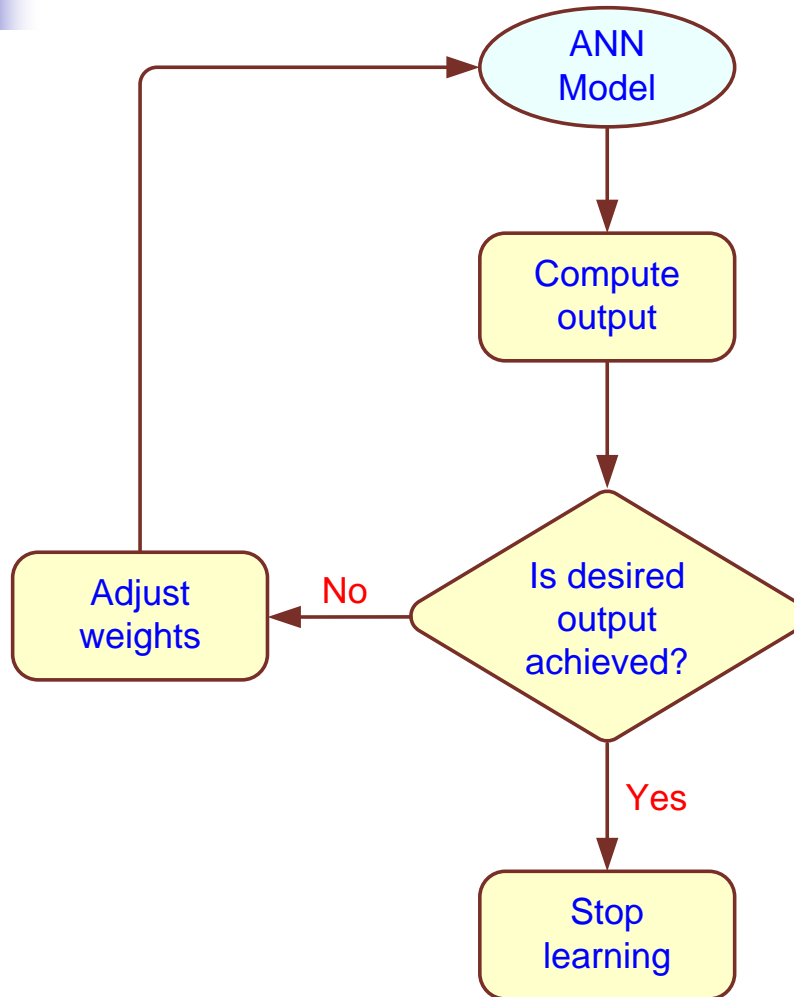 ANN
Model
Compute
output
Is desired
output
achieved?
No
Adjust
weights
Yes
Stop
learning